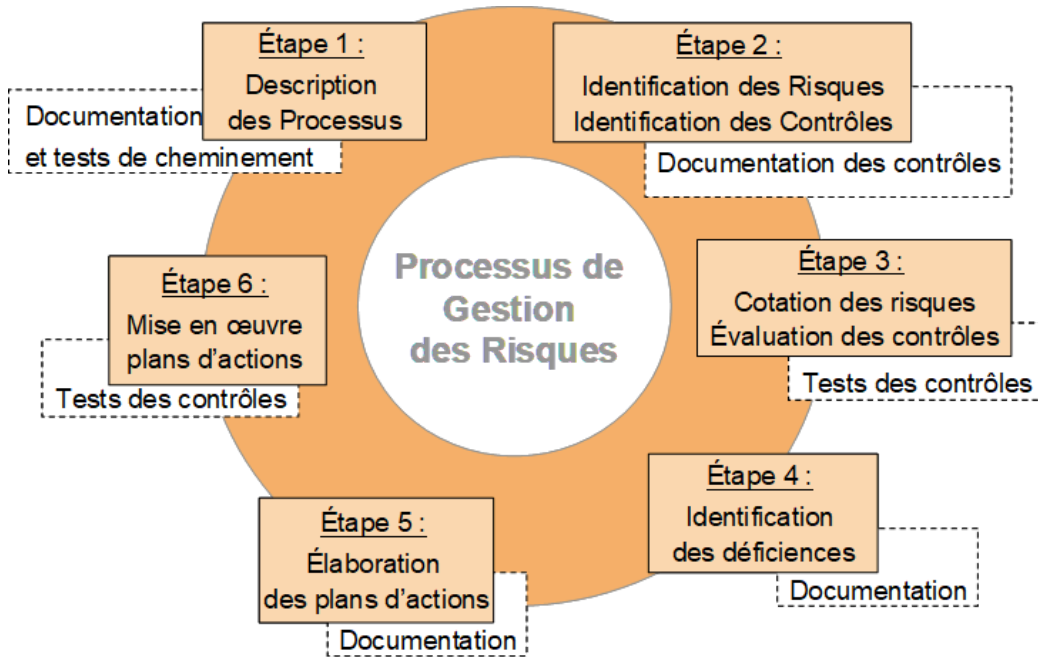 Étape 1 :
Description
des Processus
Documentation
et tests de cheminement
Étape 2 :
Identification des Risques
Identification des Contrôles
Documentation des contrôles
Étape 3 :
Cotation des risques
Évaluation des contrôles
Tests des contrôles
Étape 4 :
Identification
des déficiences
Documentation
Étape 5 :
Élaboration
des plans d'actions
Documentation
Étape 6 :
Mise en œuvre
plans d'actions
Tests des contrôles
Processus de
Gestion
des Risques